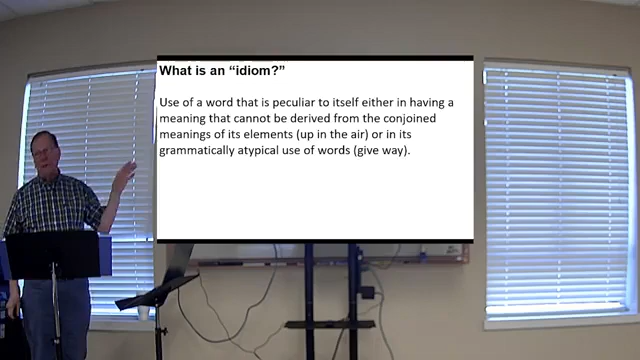 What is an “idiom?”
Use of a word that is peculiar to itself either in having a
meaning that cannot be derived from the conjoined
meanings of its elements (up in the air) or in its
grammatically atypical use of words (give way).